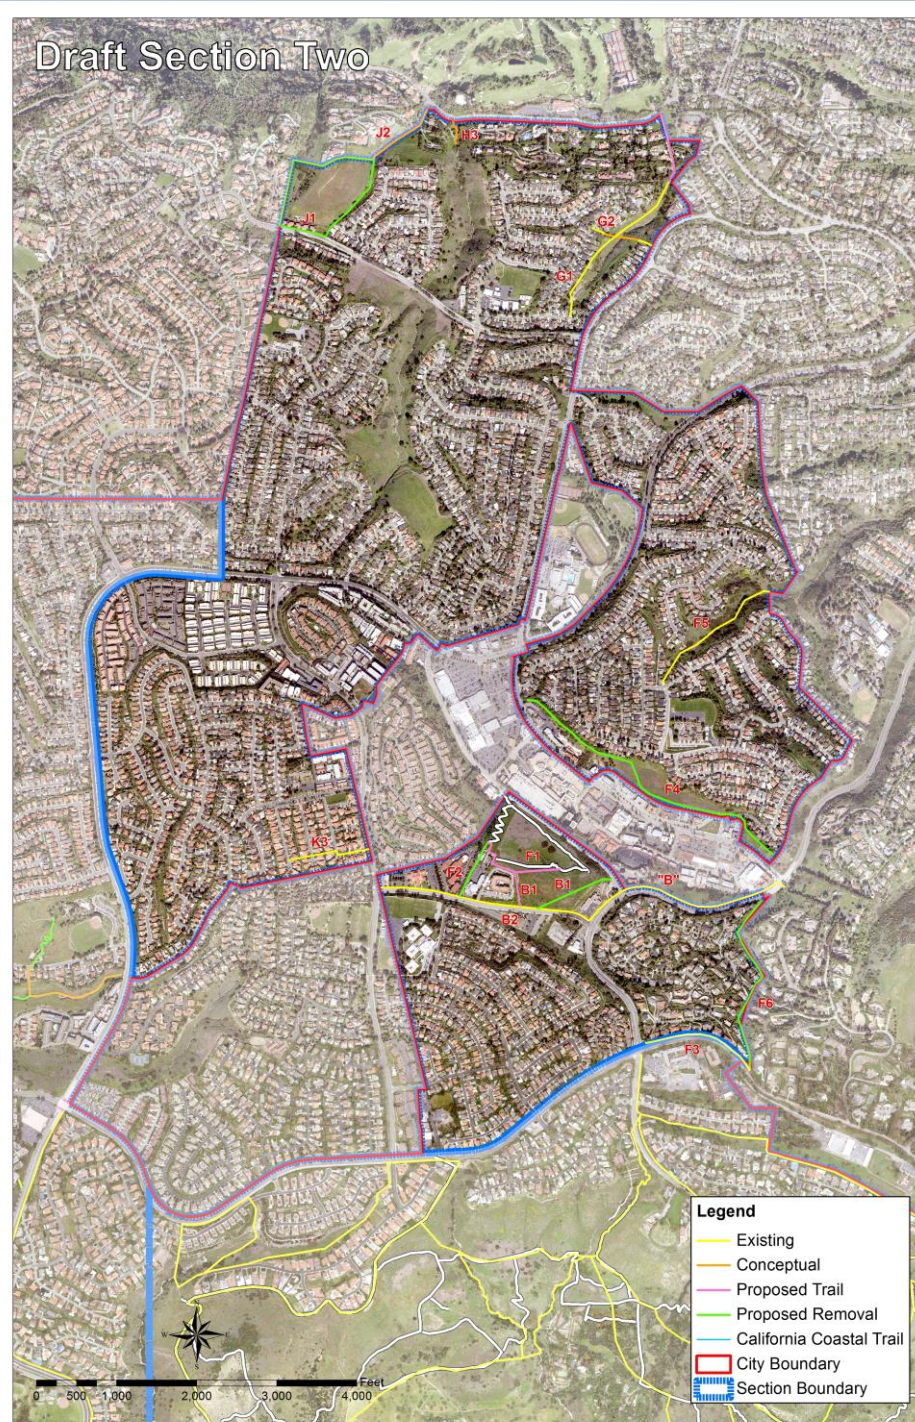 Draft Section Two
J2
H3
J1
G2
G1
F5
F4
K3
F1
F2
B1
B1
"B"
B2
F6
F3
Legend
Existing
Conceptual
Proposed Trail
Proposed Removal
California Coastal Trail
City Boundary
Section Boundary
N
W
E
S
Feet
0 500 1,000 2,000 3,000 4,000